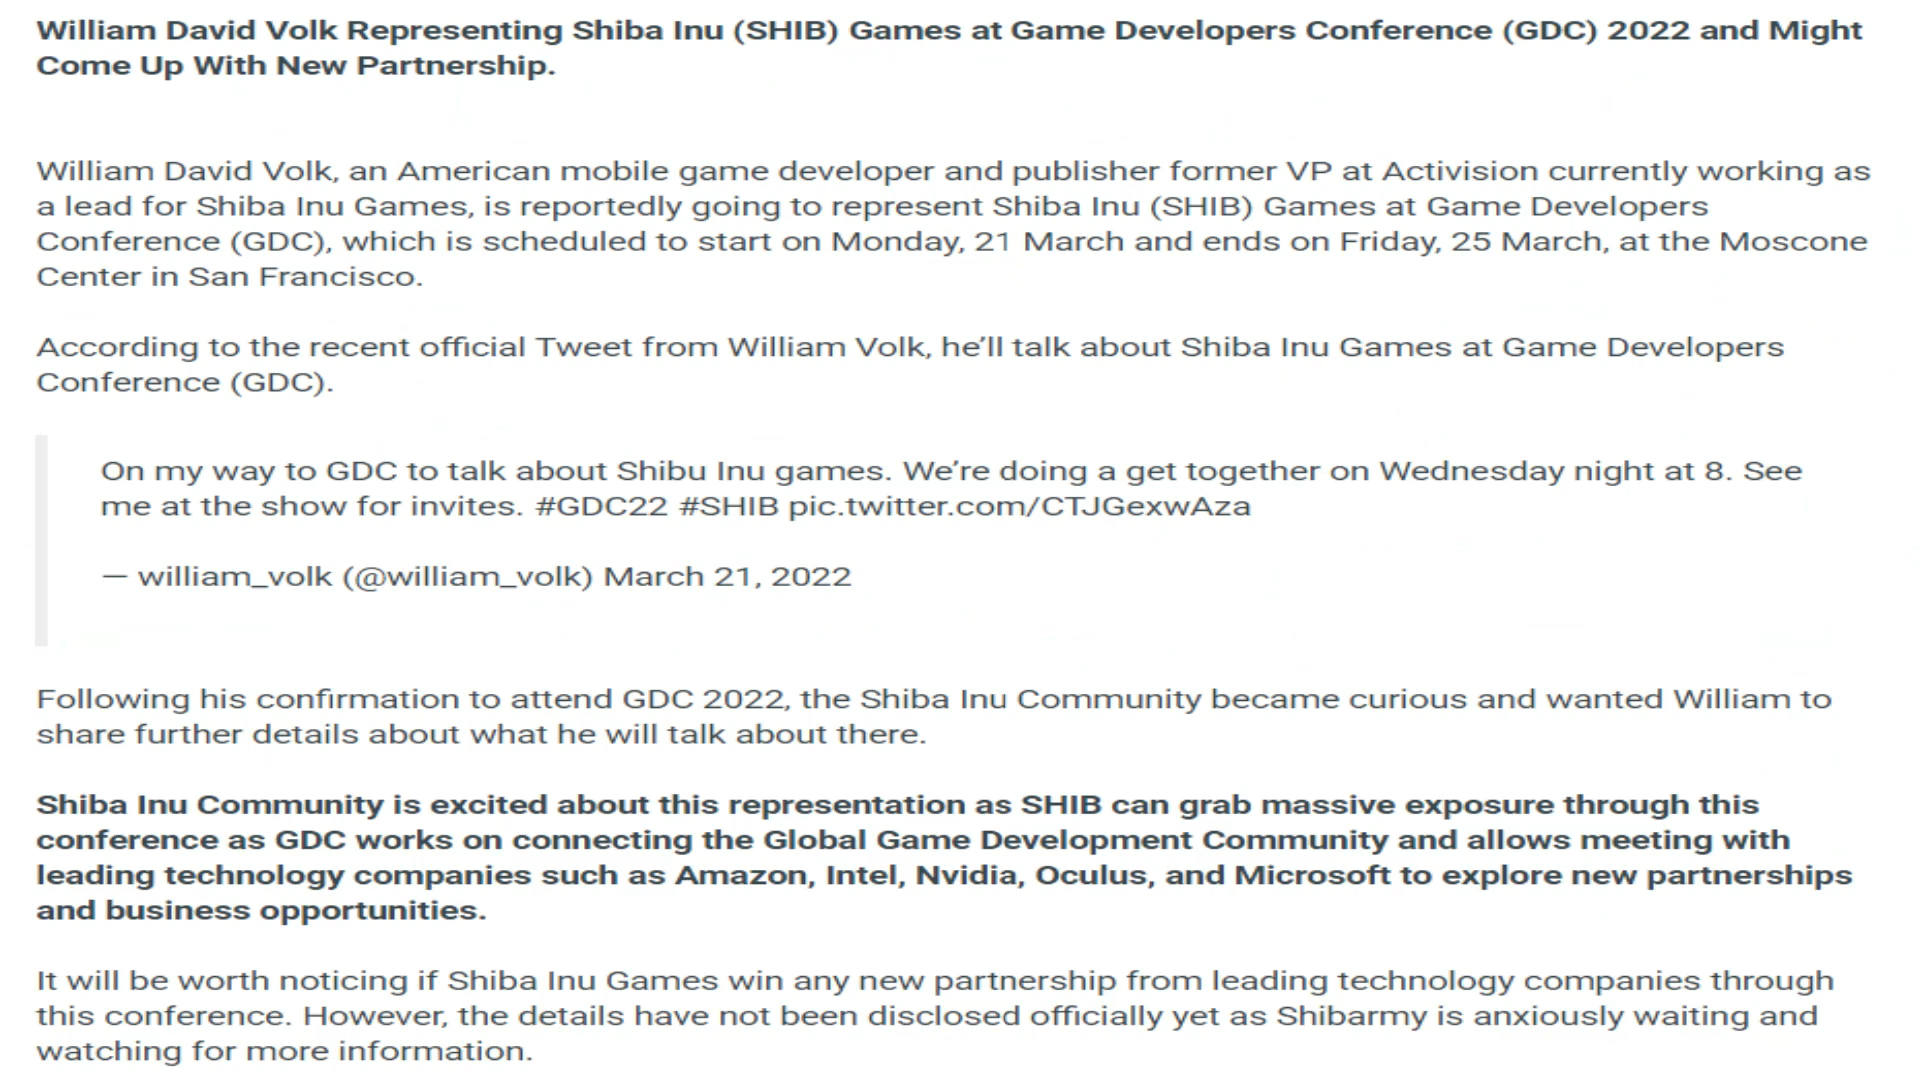 William David Volk Representing Shiba Inu (SHIB) Games at Game Developers Conference (GDC) 2022 and Might
Come Up With New Partnership.
William David Volk, an American mobile game developer and publisher former VP at Activision currently working as
a lead for Shiba Inu Games, is reportedly going to represent Shiba Inu (SHIB) Games at Game Developers
Conference (GDC), which is scheduled to start on Monday, 21 March and ends on Friday, 25 March, at the Moscone
Center in San Francisco.
According to the recent official Tweet from William Volk, he’ll talk about Shiba Inu Games at Game Developers
Conference (GDC).
On my way to GDC to talk about Shibu Inu games. We’re doing a get together on Wednesday night at 8. See
me at the show for invites. #GDC22 #SHIB pic.twitter.com/CTJGexwAza
— william_volk (@william_volk) March 21, 2022
Following his confirmation to attend GDC 2022, the Shiba Inu Community became curious and wanted William to
share further details about what he will talk about there.
Shiba Inu Community is excited about this representation as SHIB can grab massive exposure through this
conference as GDC works on connecting the Global Game Development Community and allows meeting with
leading technology companies such as Amazon, Intel, Nvidia, Oculus, and Microsoft to explore new partnerships
and business opportunities.
It will be worth noticing if Shiba Inu Games win any new partnership from leading technology companies through
this conference. However, the details have not been disclosed officially yet as Shibarmy is anxiously waiting and
watching for more information.